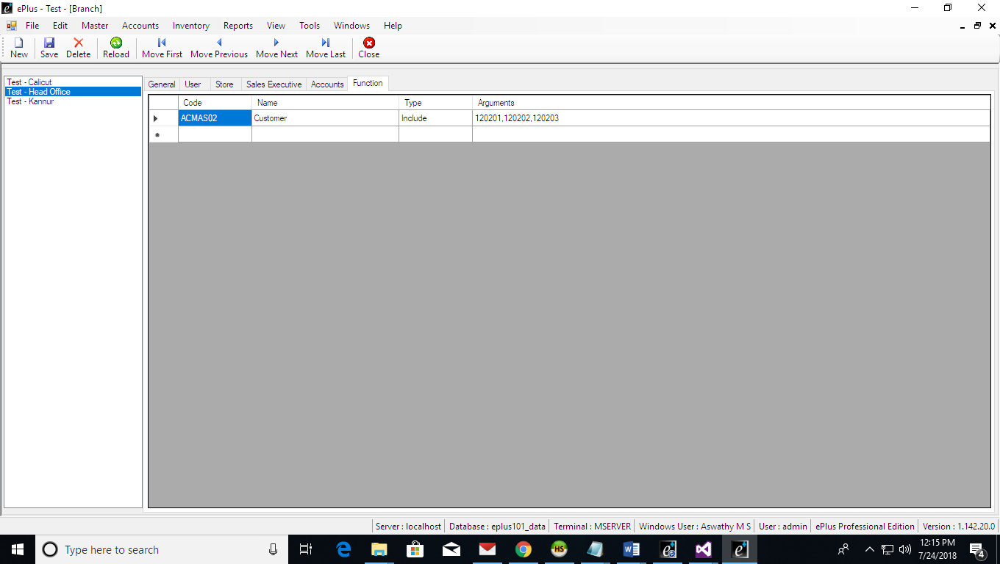 ePlus - Test - [Branch]
File Edit Master Accounts Inventory Reports View Tools Windows Help
New Save Delete Reload Move First Move Previous Move Next Move Last Close
Test - Calicut
Test - Head Office
Test - Kannur
General User Store Sales Executive Accounts Function
Code Name Type Arguments
ACMAS02 Customer Include 120201,120202,120203
Server : localhost Database : eplus101_data Terminal : MSERVER Windows User : Aswathy M S User : admin ePlus Professional Edition Version : 1.142.20.0
Type here to search
HS
12:15 PM
7/24/2018
4